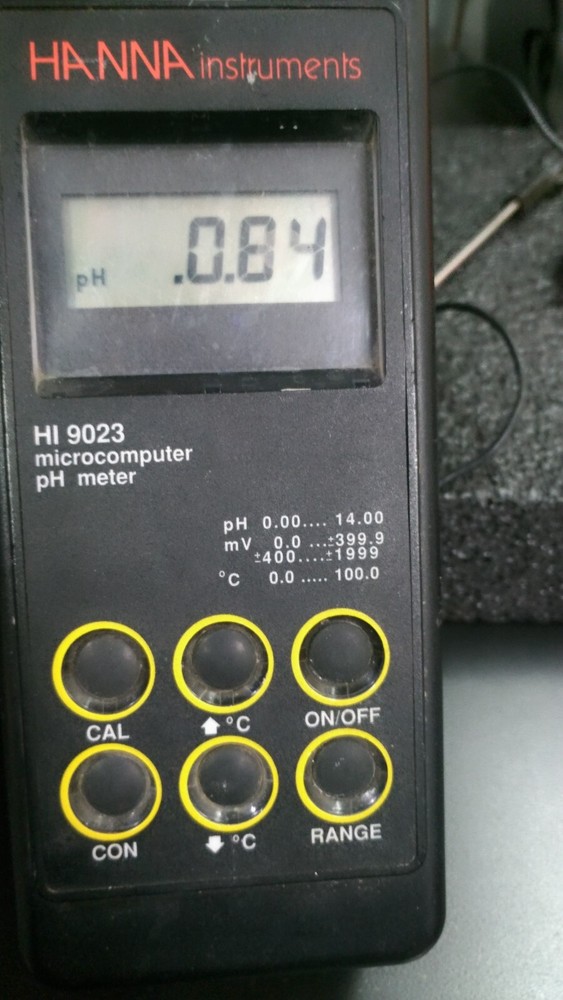 HANNA instruments
.0.84
pH
HI 9023
microcomputer
pH meter
pH 0.00.... 14.00
mV 0.0 ...±399.9
±400....±1999
°C 0.0 ..... 100.0
CAL
⬆ °C
ON/OFF
CON
⬇ °C
RANGE